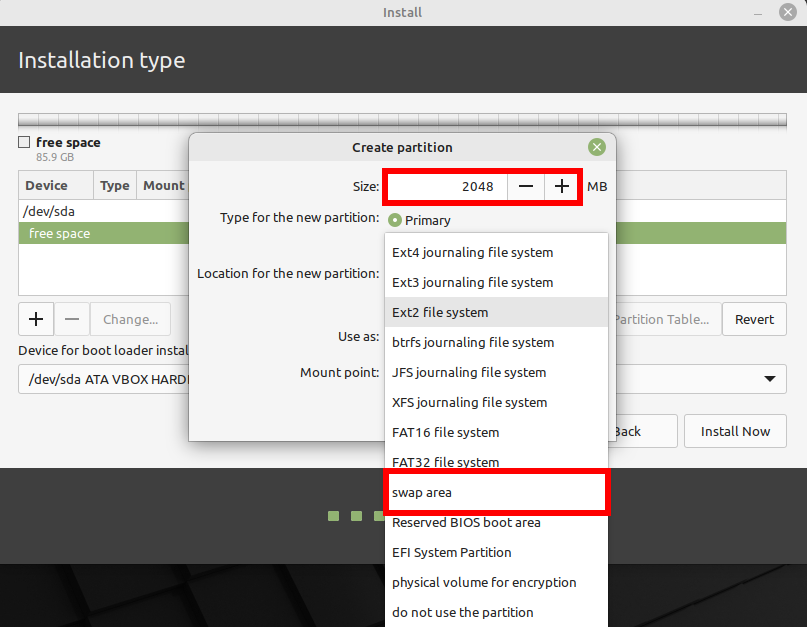 Install
Installation type
free space
85.9 GB
Create partition
Size: 2048 MB
Type for the new partition: Primary
Location for the new partition:
Use as:
Mount point:
Device Type Mount
/dev/sda
free space
Change... Partition Table... Revert
Device for boot loader instal
/dev/sda ATA VBOX HARDD
Back Install Now
Ext4 journaling file system
Ext3 journaling file system
Ext2 file system
btrfs journaling file system
JFS journaling file system
XFS journaling file system
FAT16 file system
FAT32 file system
swap area
Reserved BIOS boot area
EFI System Partition
physical volume for encryption
do not use the partition